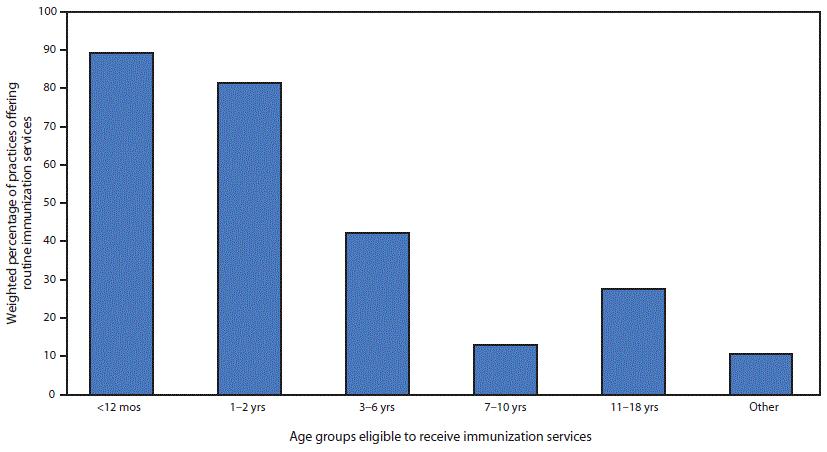 100
90
80
70
60
50
40
30
20
10
0
Weighted percentage of practices offering
routine immunization services
<12 mos
1–2 yrs
3–6 yrs
7–10 yrs
11–18 yrs
Other
Age groups eligible to receive immunization services